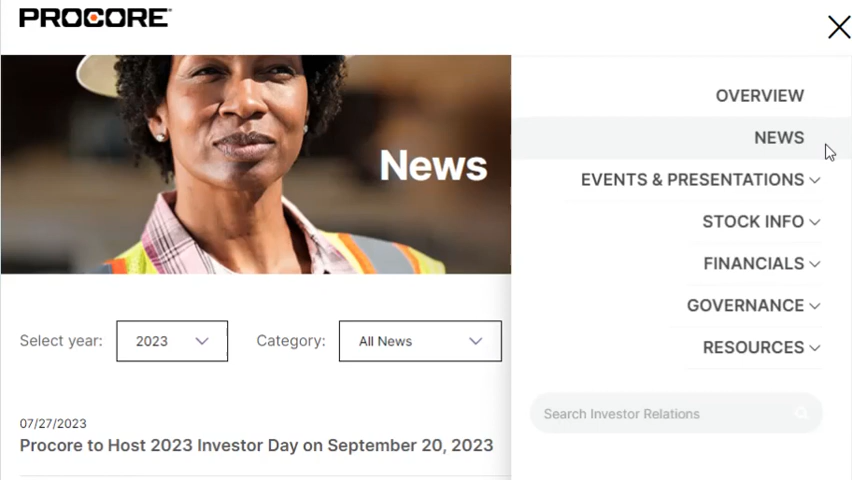 PROCORE
OVERVIEW
NEWS
EVENTS & PRESENTATIONS
STOCK INFO
FINANCIALS
GOVERNANCE
RESOURCES
Search Investor Relations
News
Select year: 2023 Category: All News
07/27/2023
Procore to Host 2023 Investor Day on September 20, 2023